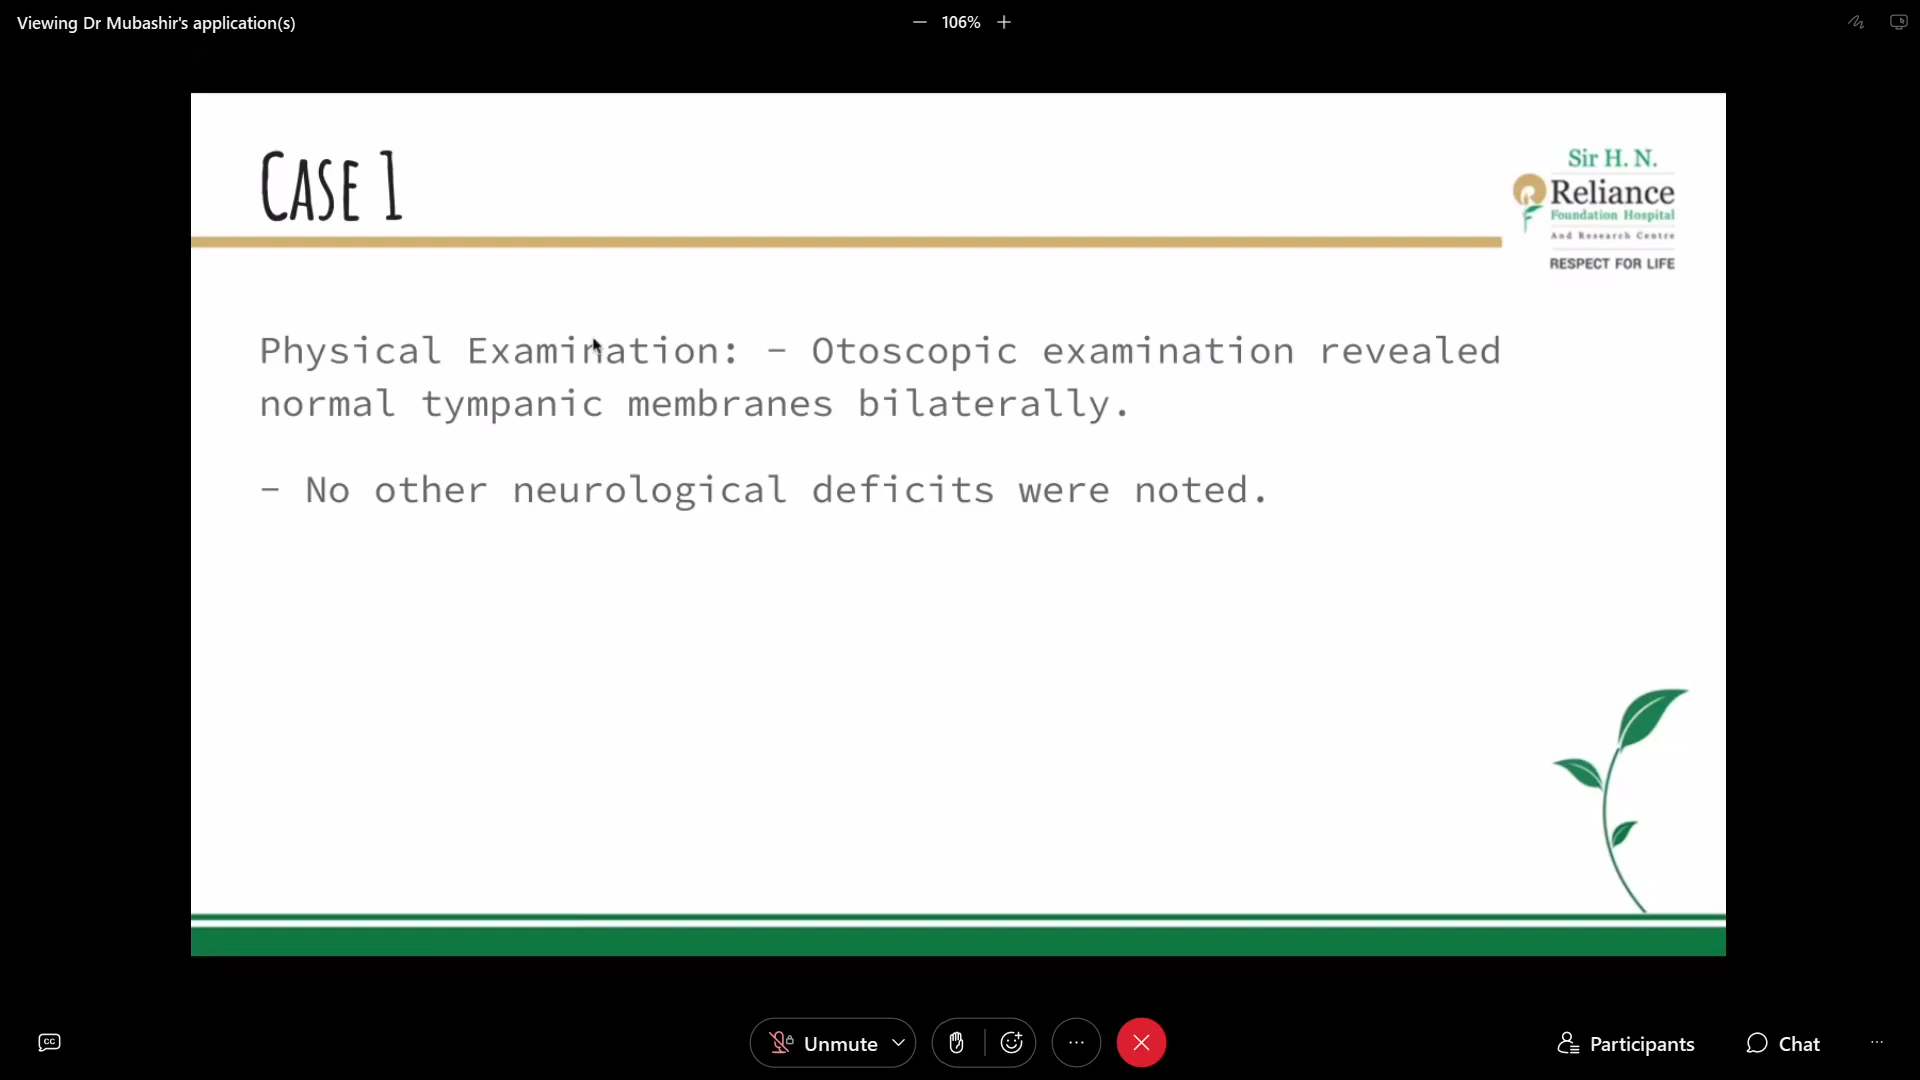 Viewing Dr Mubashir's application(s)
106%
Case 1
Sir H. N.
Reliance
Foundation Hospital
And Research Centre
RESPECT FOR LIFE
Physical Examination: - Otoscopic examination revealed
normal tympanic membranes bilaterally.
- No other neurological deficits were noted.
CC
Unmute
Participants
Chat